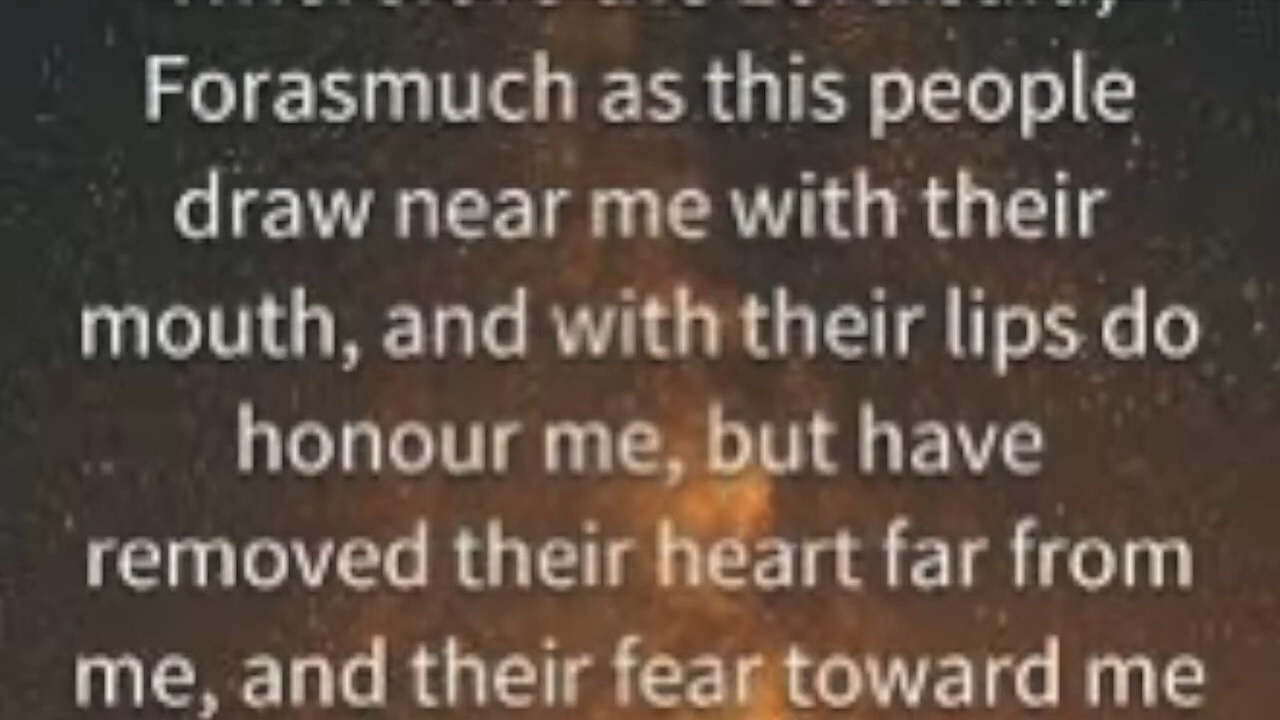 Forasmuch as this people
draw near me with their
mouth, and with their lips do
honour me, but have
removed their heart far from
me, and their fear toward me